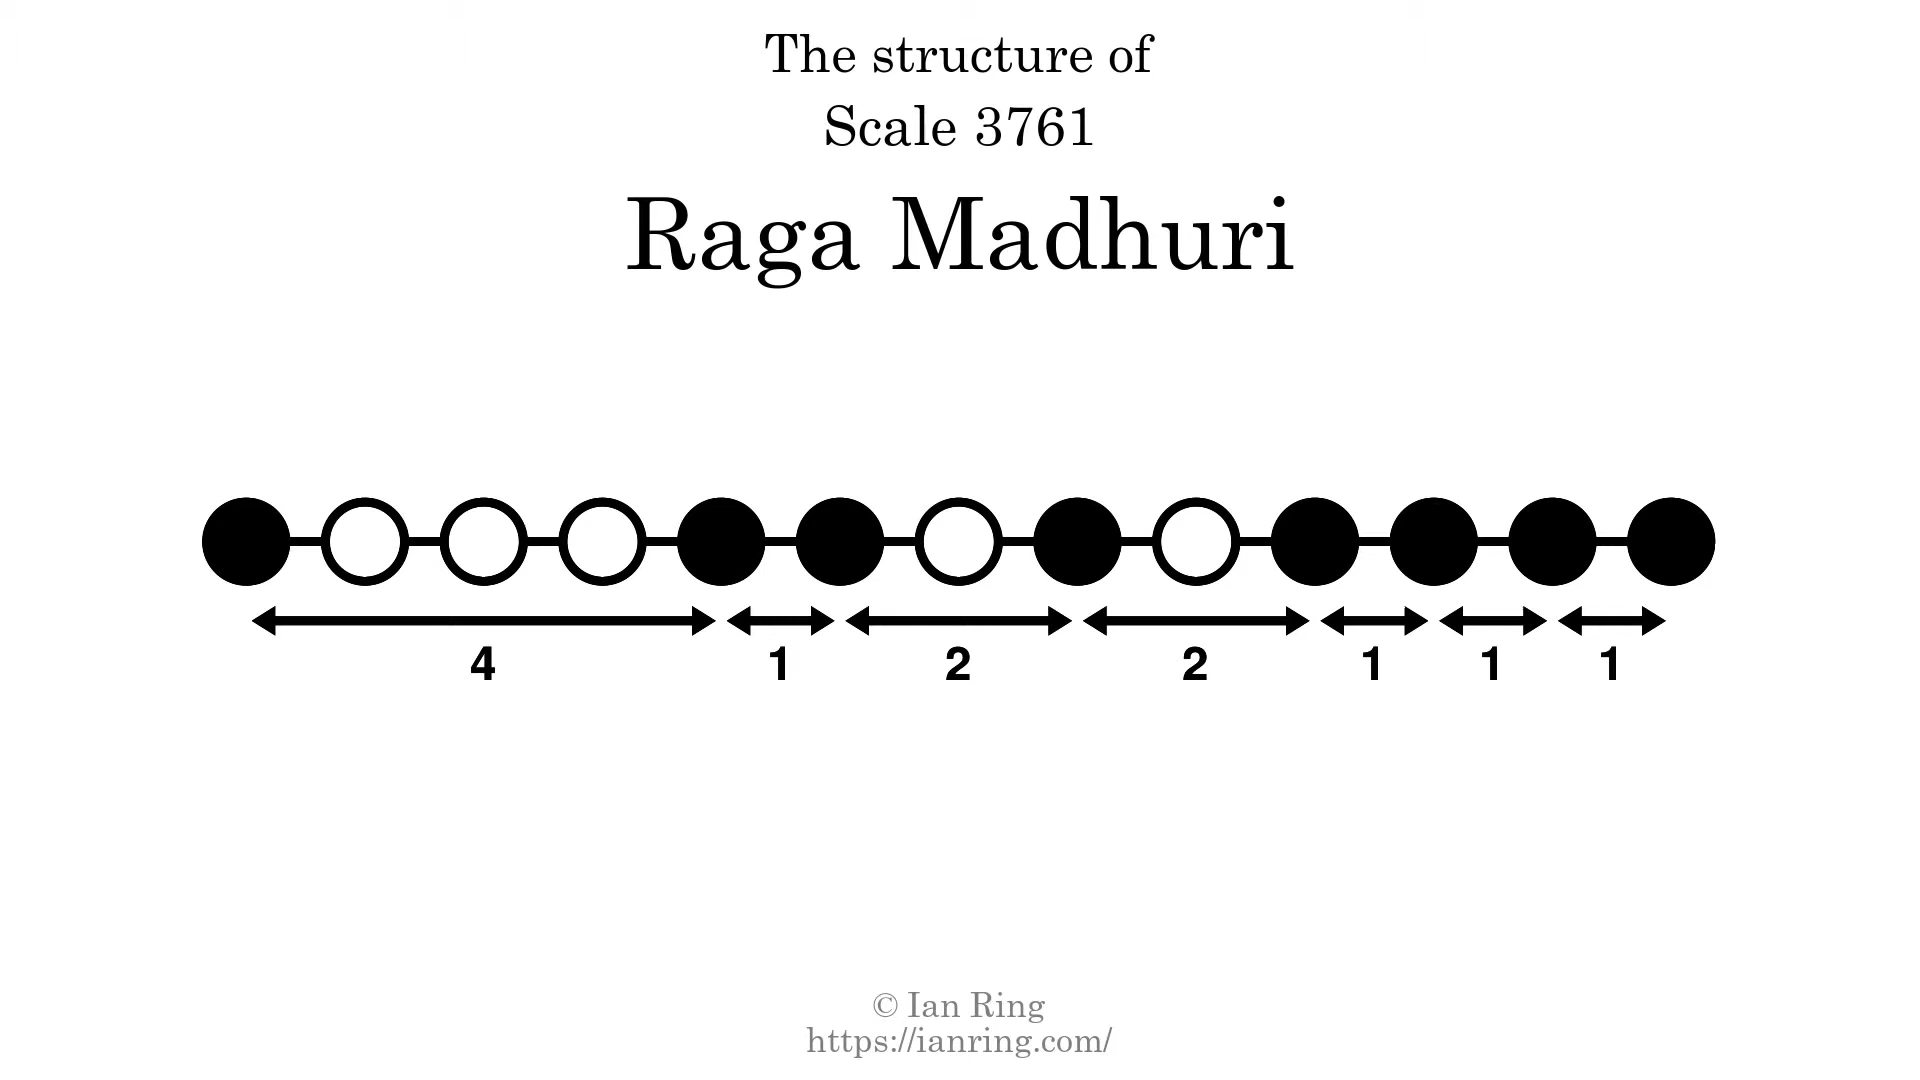 The structure of
Scale 3761
Raga Madhuri
4 1 2 2 1 1 1
© Ian Ring
https://ianring.com/